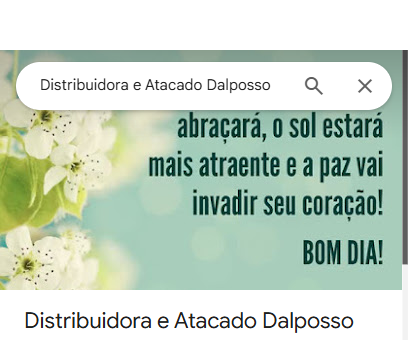 Distribuidora e Atacado Dalposso
abraçará, o sol estará
mais atraente e a paz vai
invadir seu coração!
BOM DIA!
Distribuidora e Atacado Dalposso